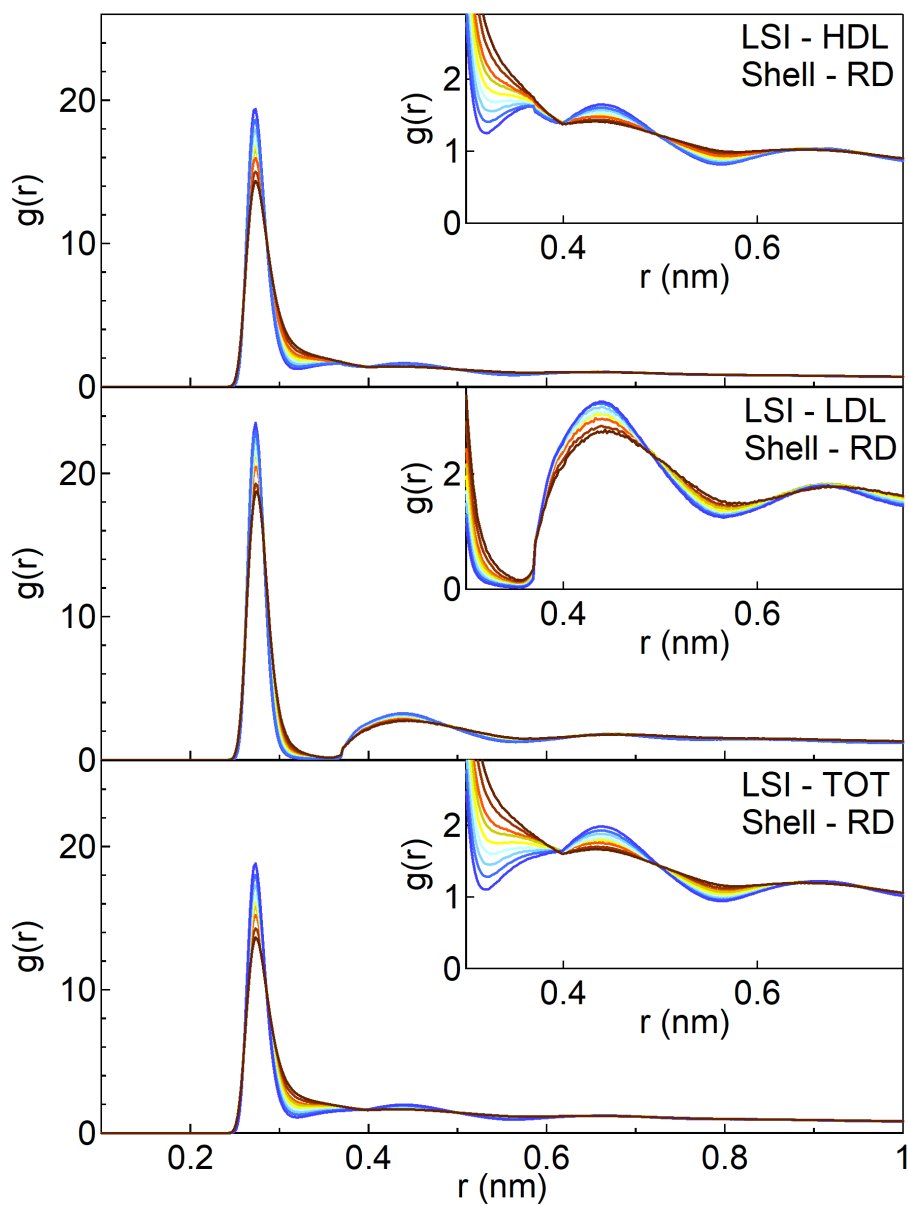 LSI - HDL
Shell - RD
g(r)
20
10
0
g(r)
2
1
0
0.4
0.6
r (nm)
LSI - LDL
Shell - RD
g(r)
20
10
0
g(r)
2
0
0.4
0.6
r (nm)
LSI - TOT
Shell - RD
g(r)
20
10
0
g(r)
2
1
0
0.4
0.6
r (nm)
0.2
0.4
0.6
0.8
1
r (nm)